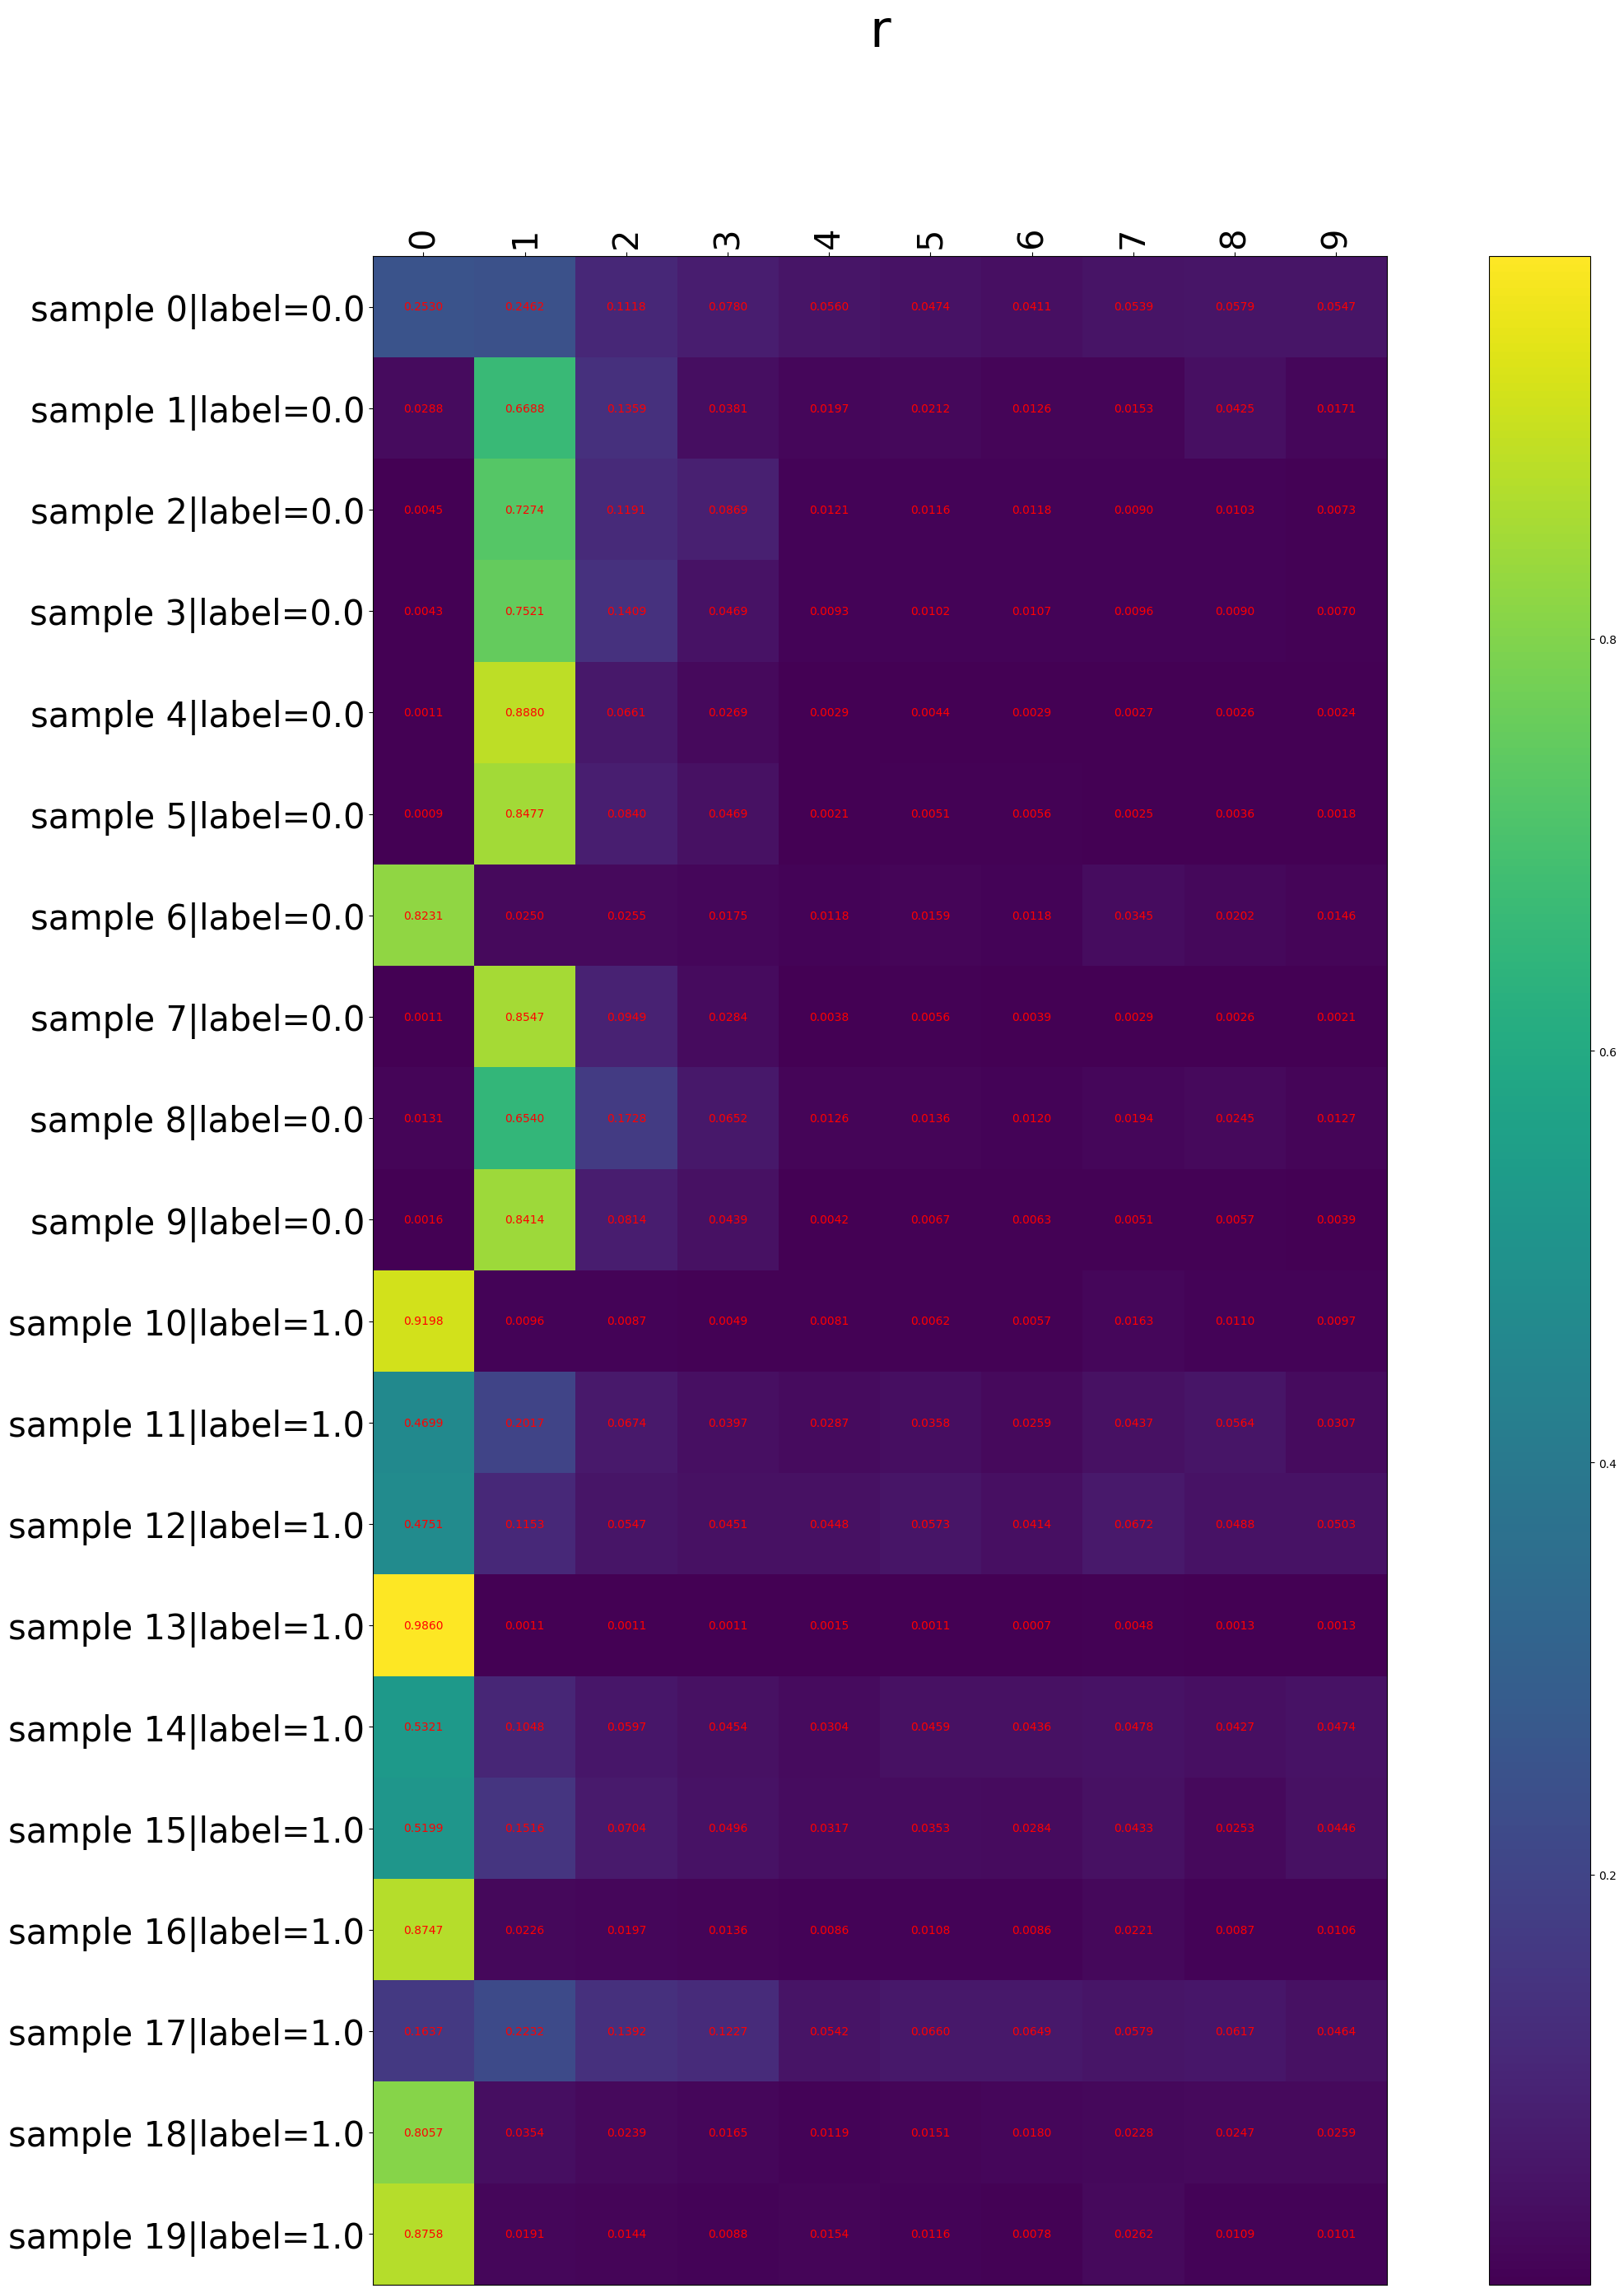 r
0 1 2 3 4 5 6 7 8 9
sample 0|label=0.0 0.1118 0.0780 0.0560 0.0474 0.0411 0.0539 0.0579 0.0547
sample 1|label=0.0 0.0288 0.6688 0.1359 0.0381 0.0197 0.0212 0.0126 0.0153 0.0425 0.0171
sample 2|label=0.0 0.0045 0.7274 0.1191 0.0869 0.0121 0.0116 0.0118 0.0090 0.0103 0.0073
0.8
sample 3|label=0.0 0.0043 0.7521 0.1409 0.0469 0.0093 0.0102 0.0107 0.0096 0.0090 0.0070
sample 4|label=0.0 0.0011 0.8880 0.0661 0.0269 0.0029 0.0044 0.0029 0.0027 0.0026 0.0024
sample 5|label=0.0 0.0009 0.8477 0.0840 0.0469 0.0021 0.0051 0.0056 0.0025 0.0036 0.0018
sample 6|label=0.0 0.8231 0.0250 0.0255 0.0175 0.0118 0.0159 0.0118 0.0345 0.0202 0.0146
sample 7|label=0.0 0.0011 0.8547 0.0949 0.0284 0.0038 0.0056 0.0039 0.0029 0.0026 0.0021
0.6
sample 8|label=0.0 0.0131 0.6540 0.0652 0.0126 0.0136 0.0120 0.0194 0.0245 0.0127
sample 9|label=0.0 0.0016 0.8414 0.0814 0.0439 0.0042 0.0067 0.0063 0.0051 0.0057 0.0039
sample 10|label=1.0 0.9198 0.0096 0.0087 0.0049 0.0081 0.0062 0.0057 0.0163 0.0110 0.0097
sample 11|label=1.0 0.4699 0.0674 0.0397 0.0287 0.0358 0.0259 0.0437 0.0564 0.0307
0.4
sample 12|label=1.0 0.4751 0.1153 0.0547 0.0451 0.0448 0.0573 0.0414 0.0672 0.0488 0.0503
sample 13|label=1.0 0.9860 0.0011 0.0011 0.0011 0.0015 0.0011 0.0007 0.0048 0.0013 0.0013
sample 14|label=1.0 0.5321 0.1048 0.0597 0.0454 0.0304 0.0459 0.0436 0.0478 0.0427 0.0474
sample 15|label=1.0 0.5199 0.1516 0.0704 0.0496 0.0317 0.0353 0.0284 0.0433 0.0253 0.0446
0.2
sample 16|label=1.0 0.8747 0.0226 0.0197 0.0136 0.0086 0.0108 0.0086 0.0221 0.0087 0.0106
sample 17|label=1.0 0.1392 0.1227 0.0542 0.0660 0.0649 0.0579 0.0617 0.0464
sample 18|label=1.0 0.8057 0.0354 0.0239 0.0165 0.0119 0.0151 0.0180 0.0228 0.0247 0.0259
sample 19|label=1.0 0.8758 0.0191 0.0144 0.0088 0.0154 0.0116 0.0078 0.0262 0.0109 0.0101